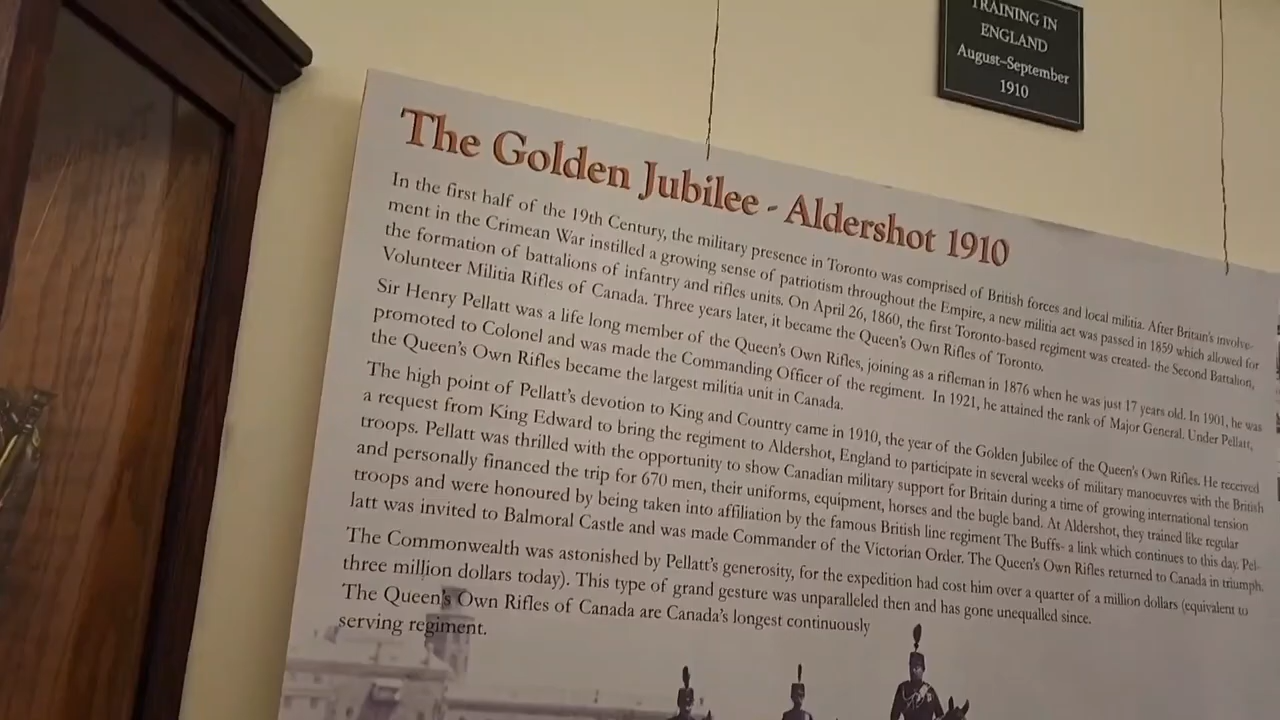 TRAINING IN
ENGLAND
August–September
1910
The Golden Jubilee - Aldershot 1910
In the first half of the 19th Century, the military presence in Toronto was comprised of British forces and local militia. After Britain's involve-
ment in the Crimean War instilled a growing sense of patriotism throughout the Empire, a new militia act was passed in 1859 which allowed for
the formation of battalions of infantry and rifles units. On April 26, 1860, the first Toronto-based regiment was created- the Second Battalion,
Volunteer Militia Rifles of Canada. Three years later, it became the Queen's Own Rifles of Toronto.
Sir Henry Pellatt was a life long member of the Queen's Own Rifles, joining as a rifleman in 1876 when he was just 17 years old. In 1901, he was
promoted to Colonel and was made the Commanding Officer of the regiment. In 1921, he attained the rank of Major General. Under Pellatt,
the Queen's Own Rifles became the largest militia unit in Canada.
The high point of Pellatt's devotion to King and Country came in 1910, the year of the Golden Jubilee of the Queen's Own Rifles. He received
a request from King Edward to bring the regiment to Aldershot, England to participate in several weeks of military manoeuvres with the British
troops. Pellatt was thrilled with the opportunity to show Canadian military support for Britain during a time of growing international tension
and personally financed the trip for 670 men, their uniforms, equipment, horses and the bugle band. At Aldershot, they trained like regular
troops and were honoured by being taken into affiliation by the famous British line regiment The Buffs- a link which continues to this day. Pel-
latt was invited to Balmoral Castle and was made Commander of the Victorian Order. The Queen's Own Rifles returned to Canada in triumph.
The Commonwealth was astonished by Pellatt's generosity, for the expedition had cost him over a quarter of a million dollars (equivalent to
three million dollars today). This type of grand gesture was unparalleled then and has gone unequalled since.
The Queen's Own Rifles of Canada are Canada's longest continuously
serving regiment.